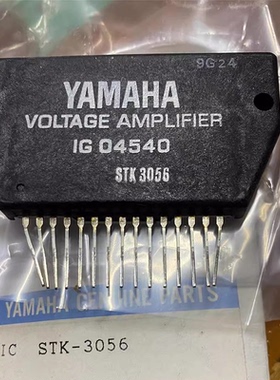 9G24
YAMAHA
VOLTAGE AMPLIFIER
IG 04540
STK 3056
YAMAHA GENUINE PARTS
IC STK-3056